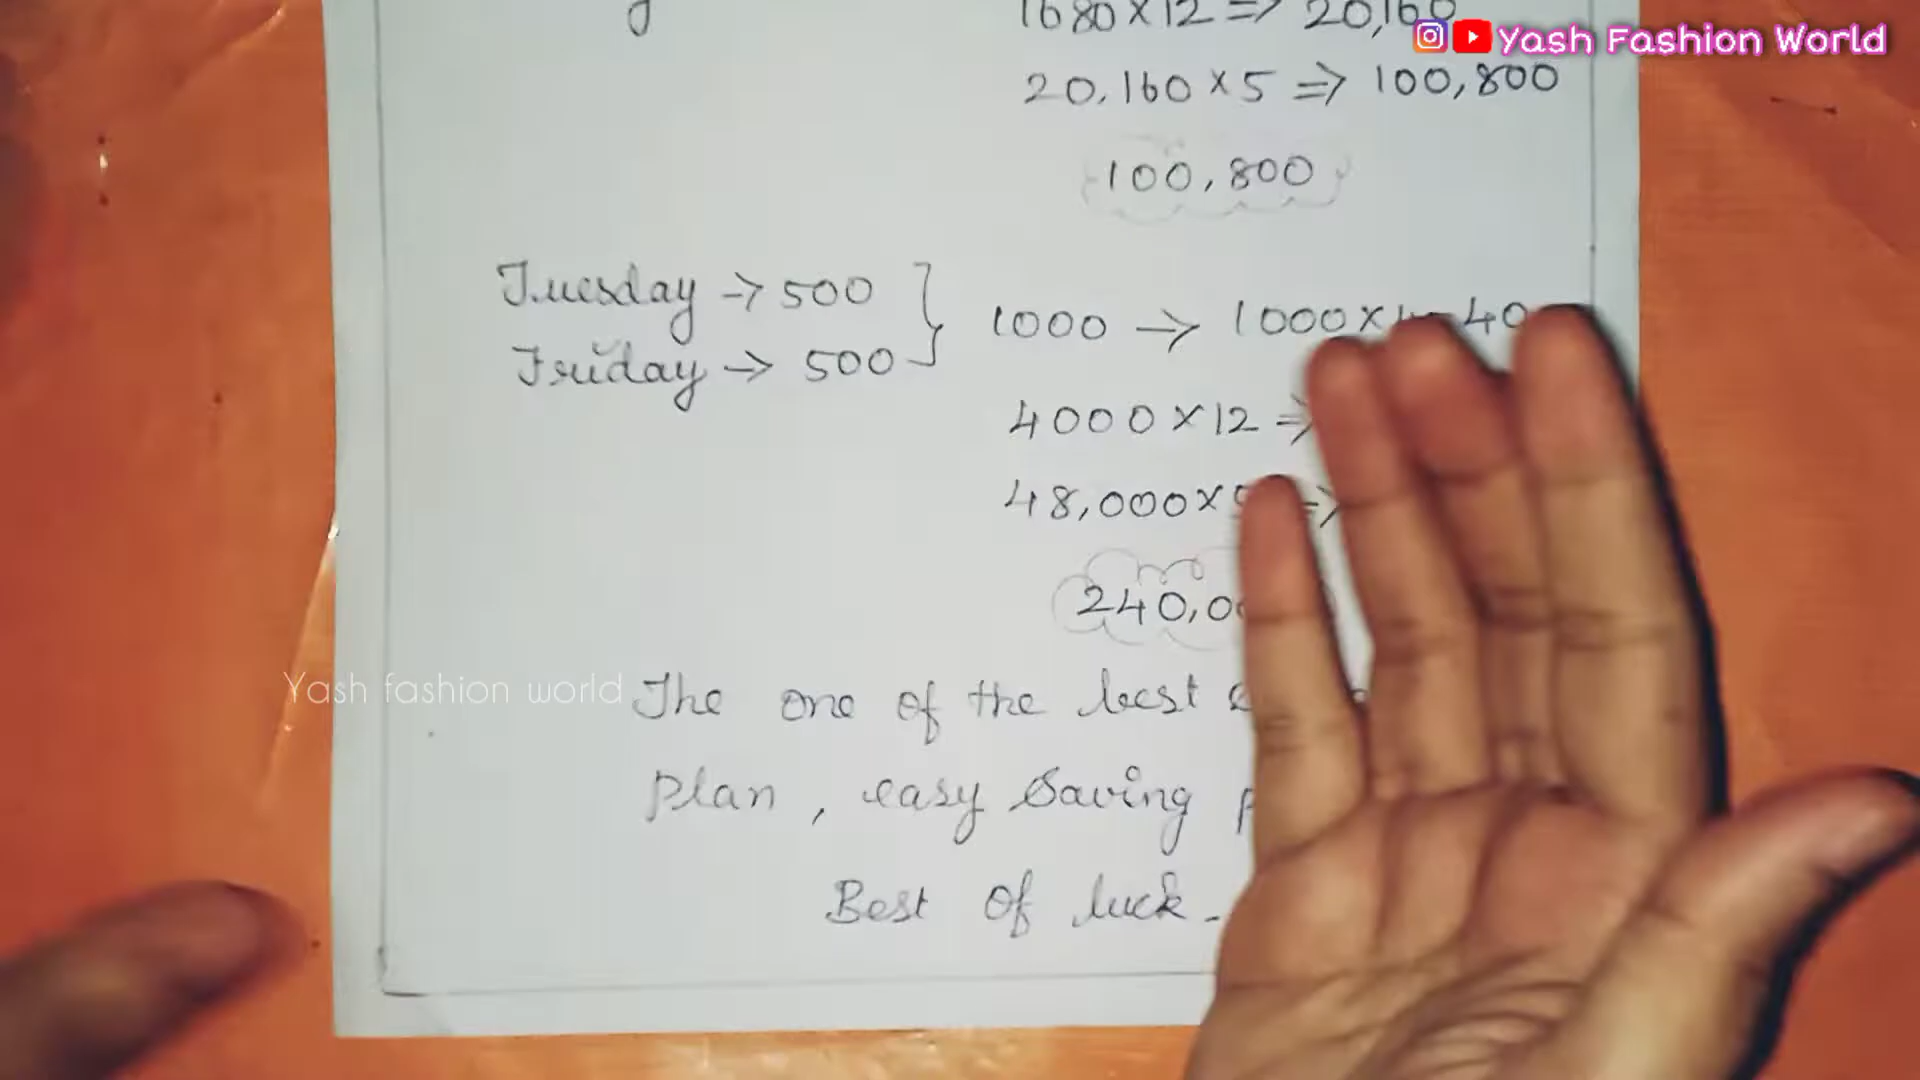 1680×12 => 20,160
Yash Fashion World
20,160×5 => 100,800
100,800
Tuesday -> 500
Friday -> 500
1000 -> 1000×
4000×12 =>
48,000×
240,0
Yash fashion world
The one of the best
plan, easy saving
Best of luck -